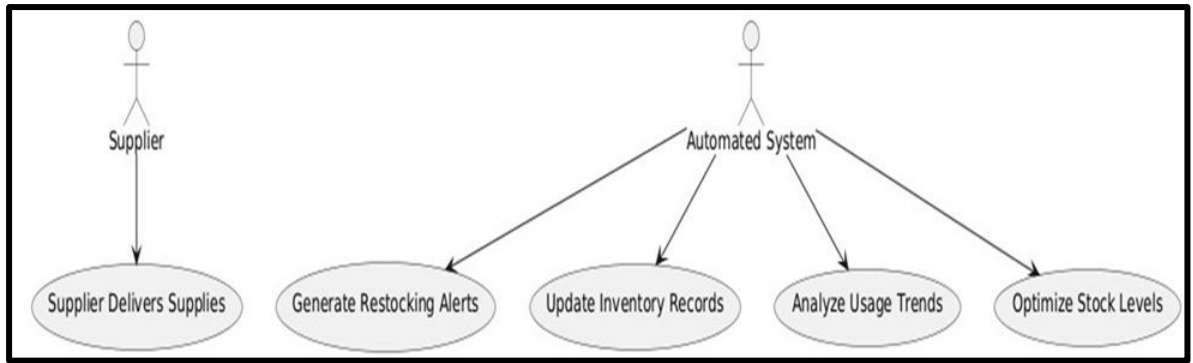 Supplier
Automated System
Supplier Delivers Supplies
Generate Restocking Alerts
Update Inventory Records
Analyze Usage Trends
Optimize Stock Levels